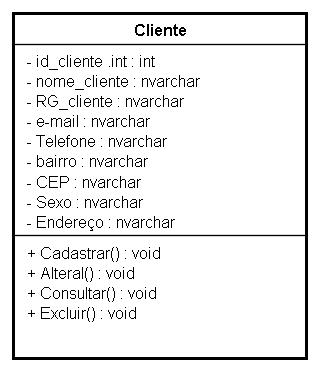 Cliente
- id_cliente .int : int
- nome_cliente : nvarchar
- RG_cliente : nvarchar
- e-mail : nvarchar
- Telefone : nvarchar
- bairro : nvarchar
- CEP : nvarchar
- Sexo : nvarchar
- Endereço : nvarchar
+ Cadastrar() : void
+ Alteral() : void
+ Consultar() : void
+ Excluir() : void